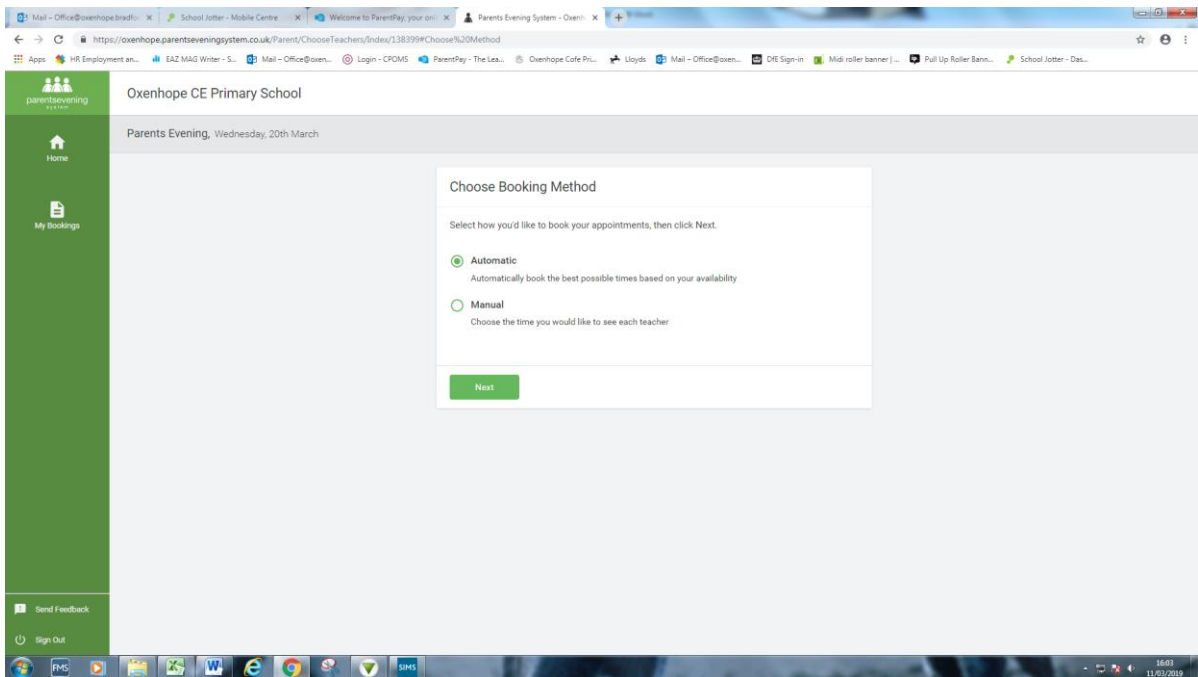 Mail – Office@oxenhope.bradfo
School Jotter - Mobile Centre
Welcome to ParentPay, your onl
Parents Evening System - Oxenh
https://oxenhope.parentseveningsystem.co.uk/Parent/ChooseTeachers/Index/138399#Choose%20Method
Apps
HR Employment an...
EAZ MAG Writer - S...
Mail – Office@oxen...
Login - CPOMS
ParentPay - The Lea...
Oxenhope Cofe Pri...
Lloyds
Mail – Office@oxen...
DfE Sign-in
Midi roller banner | ...
Pull Up Roller Bann...
School Jotter - Das...
parentsevening
system
Oxenhope CE Primary School
Home
Parents Evening, Wednesday, 20th March
My Bookings
Choose Booking Method
Select how you'd like to book your appointments, then click Next.
Automatic
Automatically book the best possible times based on your availability
Manual
Choose the time you would like to see each teacher
Next
Send Feedback
Sign Out
FMS
SIMS
16:03
11/03/2019